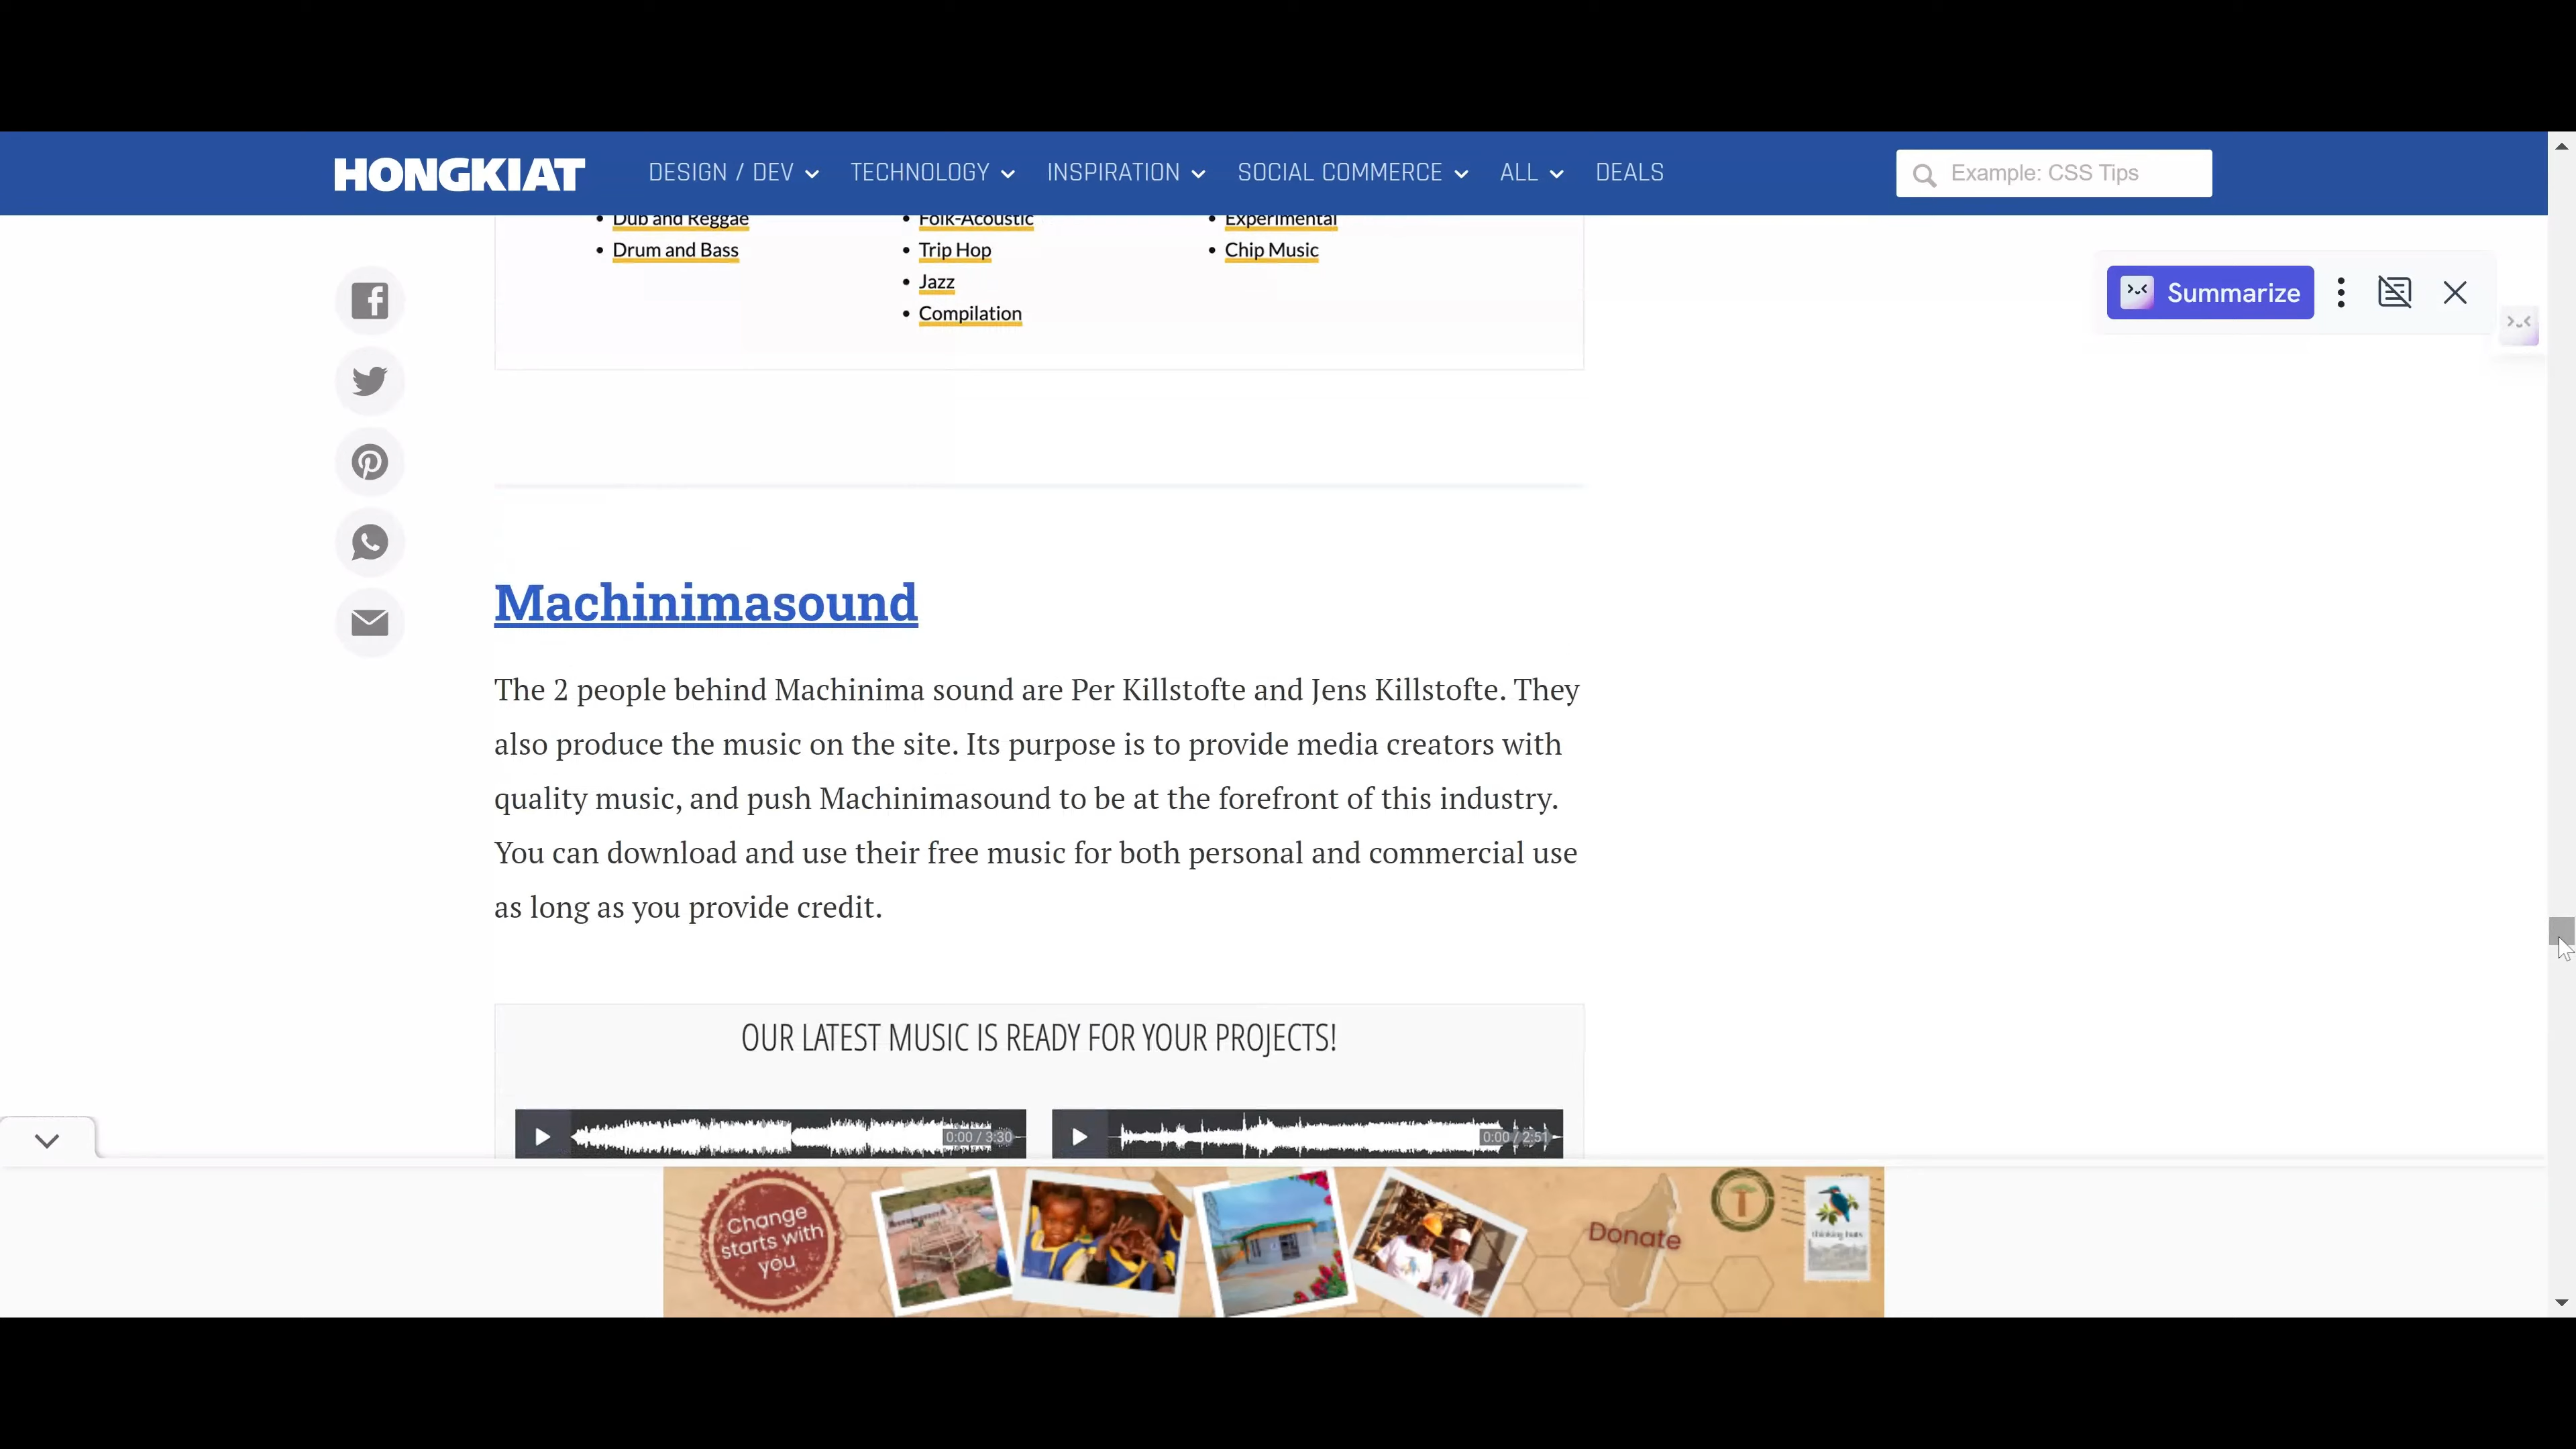 HONGKIAT
DESIGN / DEV
TECHNOLOGY
INSPIRATION
SOCIAL COMMERCE
ALL
DEALS
Example: CSS Tips
Dub and Reggae
Drum and Bass
Folk-Acoustic
Trip Hop
Jazz
Compilation
Experimental
Chip Music
Summarize
Machinimasound
The 2 people behind Machinima sound are Per Killstofte and Jens Killstofte. They
also produce the music on the site. Its purpose is to provide media creators with
quality music, and push Machinimasound to be at the forefront of this industry.
You can download and use their free music for both personal and commercial use
as long as you provide credit.
OUR LATEST MUSIC IS READY FOR YOUR PROJECTS!
0:00 / 3:30
0:00 / 2:51
Change
starts with
you
Donate
thinking huts